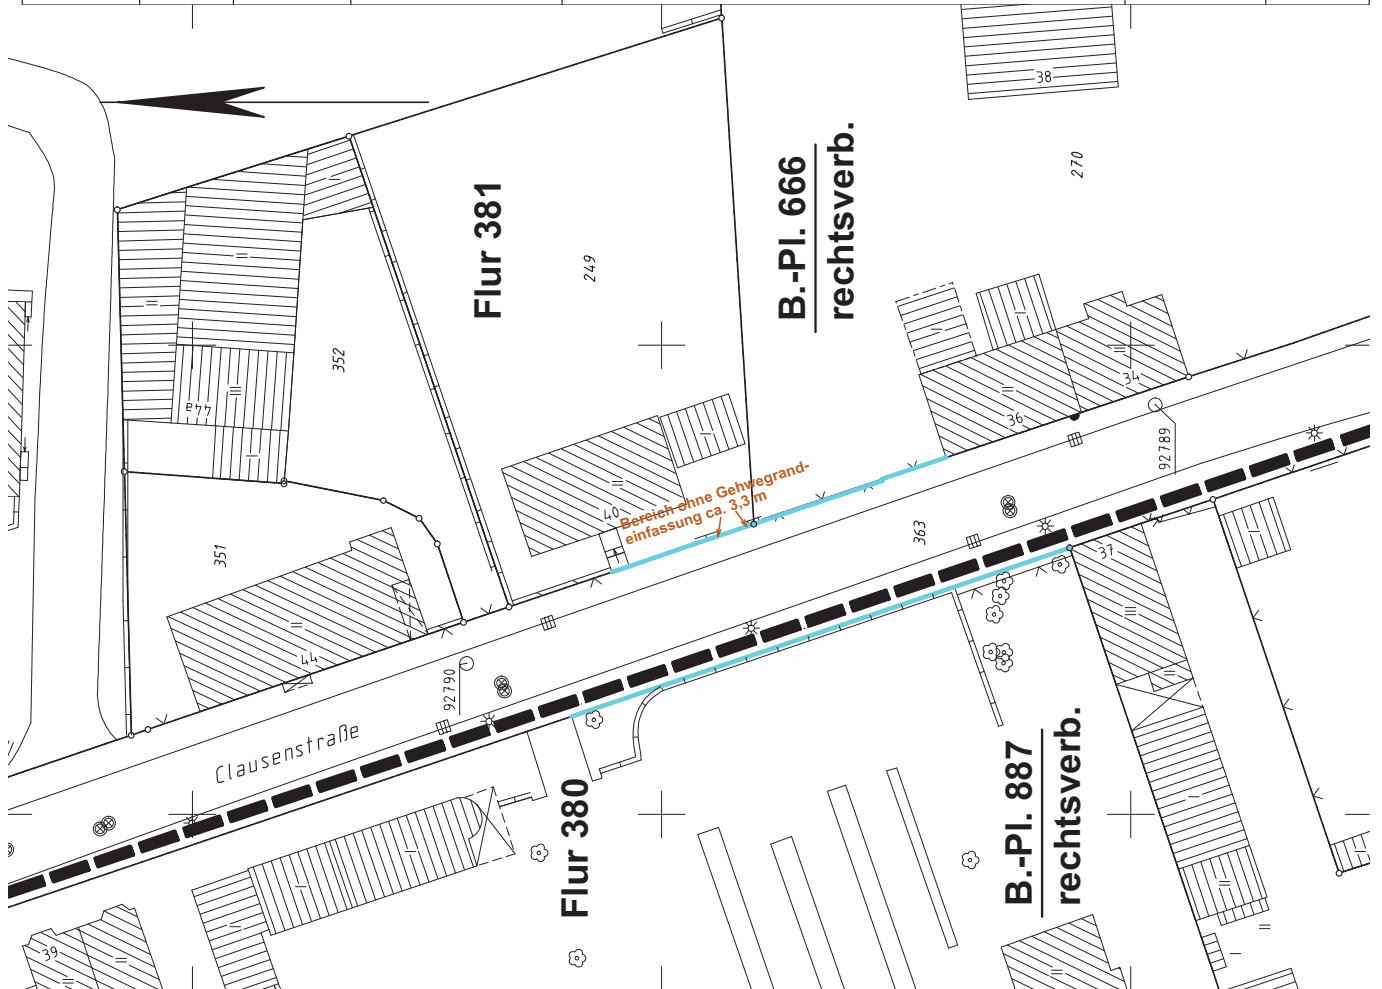 38
270
B.-Pl. 666
rechtsverb.
Flur 381
249
352
44a
351
44
40
Bereich ohne Gehwegrand-
einfassung ca. 3,3 m
36
34
92789
363
37
92790
Clausenstraße
Flur 380
B.-Pl. 887
rechtsverb.
39